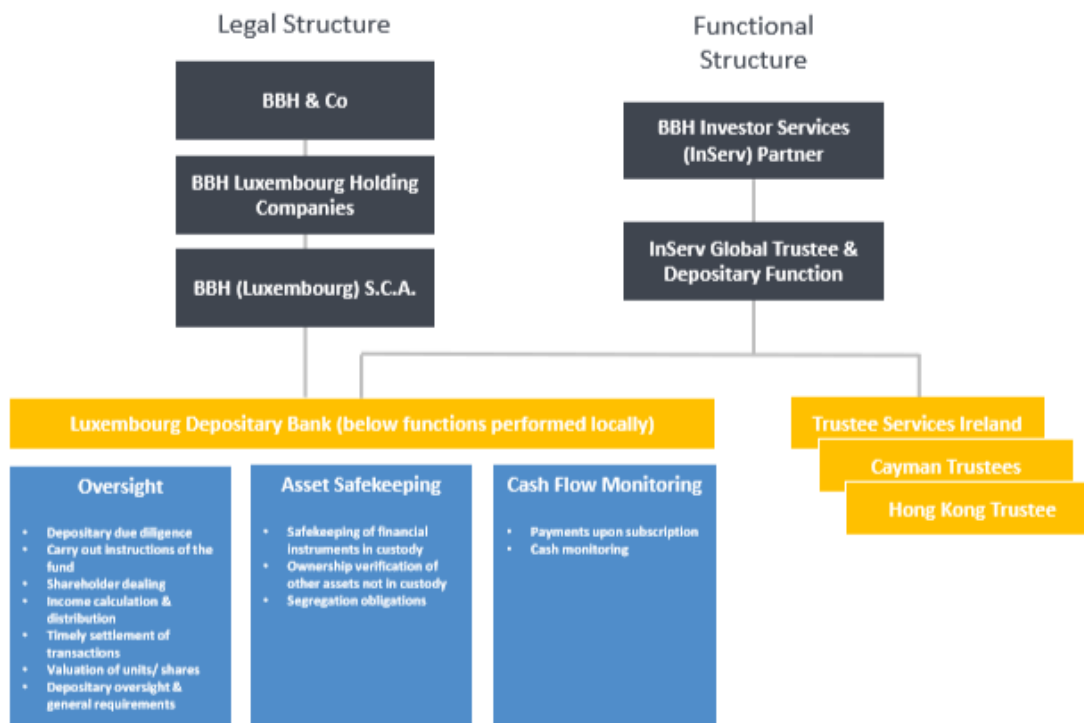 Legal Structure
Functional
Structure
BBH & Co
BBH Luxembourg Holding
Companies
BBH (Luxembourg) S.C.A.
BBH Investor Services
(InServ) Partner
InServ Global Trustee &
Depositary Function
Luxembourg Depositary Bank (below functions performed locally)
Trustee Services Ireland
Cayman Trustees
Hong Kong Trustee
Oversight
• Depositary due diligence
• Carry out instructions of the
fund
• Shareholder dealing
• Income calculation &
distribution
• Timely settlement of
transactions
• Valuation of units/ shares
• Depositary oversight &
general requirements
Asset Safekeeping
• Safekeeping of financial
instruments in custody
• Ownership verification of
other assets not in custody
• Segregation obligations
Cash Flow Monitoring
• Payments upon subscription
• Cash monitoring